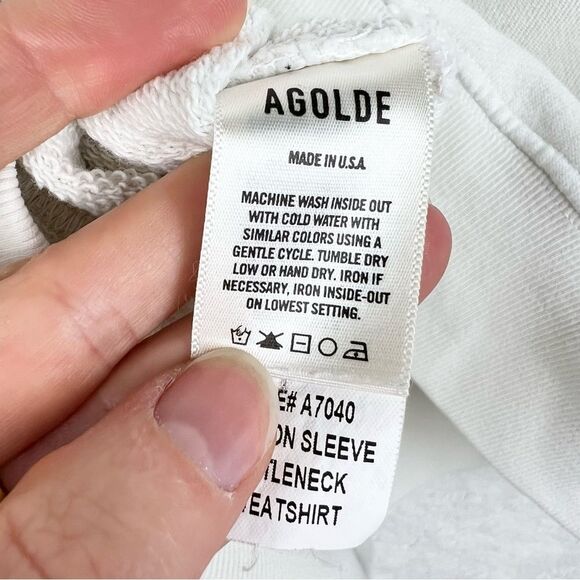 AGOLDE
MADE IN U.S.A.
MACHINE WASH INSIDE OUT
WITH COLD WATER WITH
SIMILAR COLORS USING A
GENTLE CYCLE. TUMBLE DRY
LOW OR HAND DRY. IRON IF
NECESSARY, IRON INSIDE-OUT
ON LOWEST SETTING.
E# A7040
ON SLEEVE
TLENECK
EATSHIRT